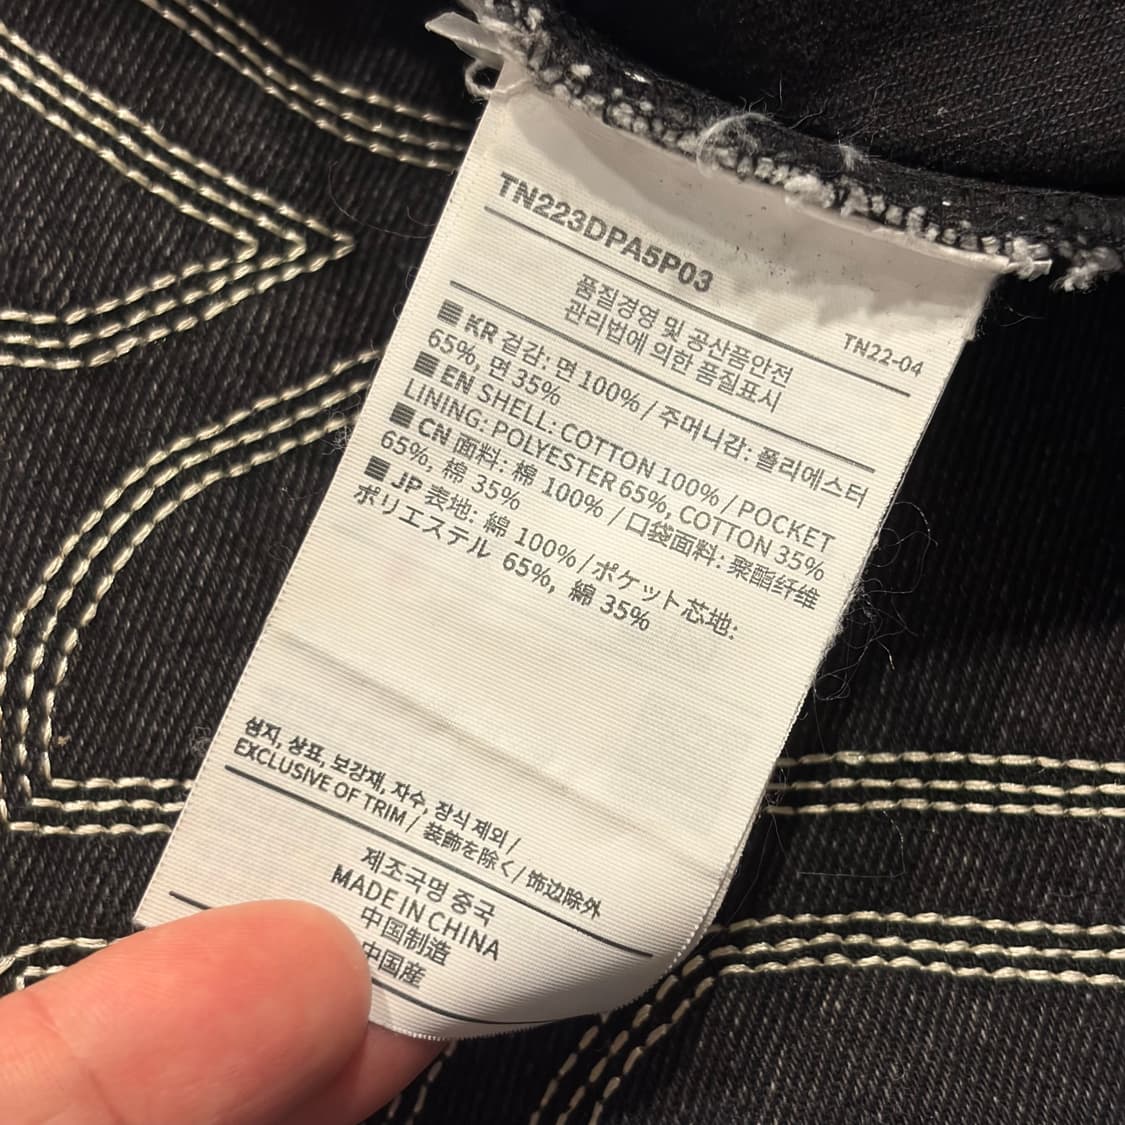 TN223DPA5P03
TN22-04
품질경영 및 공산품안전
관리법에 의한 품질표시
KR 겉감: 면 100% / 주머니감: 폴리에스터
65%, 면 35%
EN SHELL: COTTON 100% / POCKET
LINING: POLYESTER 65%, COTTON 35%
CN 面料: 棉 100% / 口袋面料: 聚酯纤维
65%, 棉 35%
JP 表地: 綿 100% / ポケット芯地:
ポリエステル 65%, 綿 35%
심지, 상표, 보강재, 자수, 장식 제외 /
EXCLUSIVE OF TRIM / 装飾を除く / 饰边除外
제조국명 중국
MADE IN CHINA
中国制造
中国産